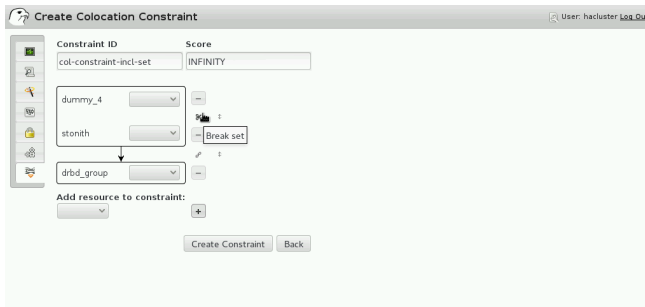 Create Colocation Constraint
User: hacluster Log Ou
Constraint ID Score
col-constraint-incl-set INFINITY
dummy_4
stonith
Break set
drbd_group
Add resource to constraint:
Create Constraint Back